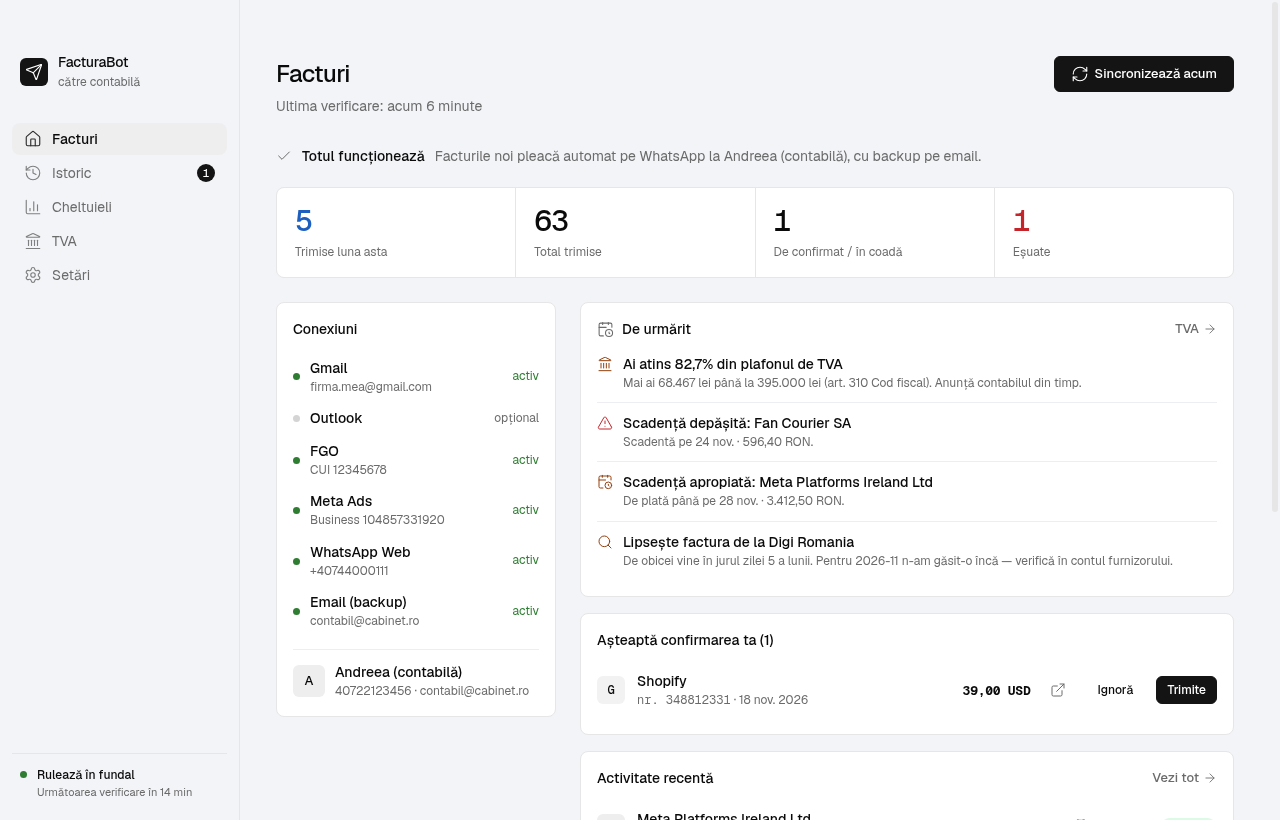 FacturaBot
către contabilă
Facturi
Istoric
1
Cheltuieli
TVA
Setări
Rulează în fundal
Următoarea verificare în 14 min
Facturi
Ultima verificare: acum 6 minute
Sincronizează acum
Totul funcționează Facturile noi pleacă automat pe WhatsApp la Andreea (contabilă), cu backup pe email.
5
Trimise luna asta
63
Total trimise
1
De confirmat / în coadă
1
Eșuate
Conexiuni
Gmail
firma.mea@gmail.com
activ
Outlook
opțional
FGO
CUI 12345678
activ
Meta Ads
Business 104857331920
activ
WhatsApp Web
+40744000111
activ
Email (backup)
contabil@cabinet.ro
activ
A
Andreea (contabilă)
40722123456 · contabil@cabinet.ro
De urmărit
TVA →
Ai atins 82,7% din plafonul de TVA
Mai ai 68.467 lei până la 395.000 lei (art. 310 Cod fiscal). Anunță contabilul din timp.
Scadență depășită: Fan Courier SA
Scadentă pe 24 nov. · 596,40 RON.
Scadență apropiată: Meta Platforms Ireland Ltd
De plată până pe 28 nov. · 3.412,50 RON.
Lipsește factura de la Digi Romania
De obicei vine în jurul zilei 5 a lunii. Pentru 2026-11 n-am găsit-o încă — verifică în contul furnizorului.
Așteaptă confirmarea ta (1)
G
Shopify
nr. 348812331 · 18 nov. 2026
39,00 USD
Ignoră
Trimite
Activitate recentă
Vezi tot →
Meta Platforms Ireland Ltd